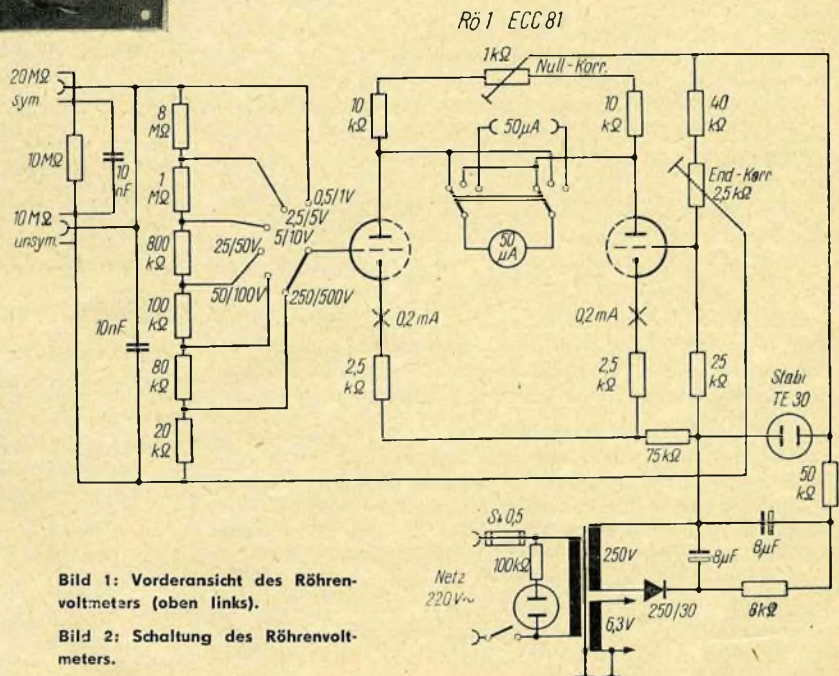 Rö 1 ECC 81
20MΩ
sym.
10MΩ
10
nF
10MΩ
unsym.
10nF
8
MΩ
1
MΩ
800
kΩ
100
kΩ
80
kΩ
20
kΩ
0,5/1V
2,5/5V
5/10V
25/50V
50/100V
250/500V
10
kΩ
1kΩ
Null-Korr.
10
kΩ
50µA
50
µA
0,2mA
0,2mA
2,5
kΩ
2,5
kΩ
75kΩ
40
kΩ
End-Korr.
2,5kΩ
25
kΩ
Stabi
TE 30
50
kΩ
Si 0,5
100kΩ
Netz
220V~
250V
6,3V
250/30
8µF
8µF
6kΩ
Bild 1: Vorderansicht des Röhren-
voltmeters (oben links).
Bild 2: Schaltung des Röhrenvolt-
meters.